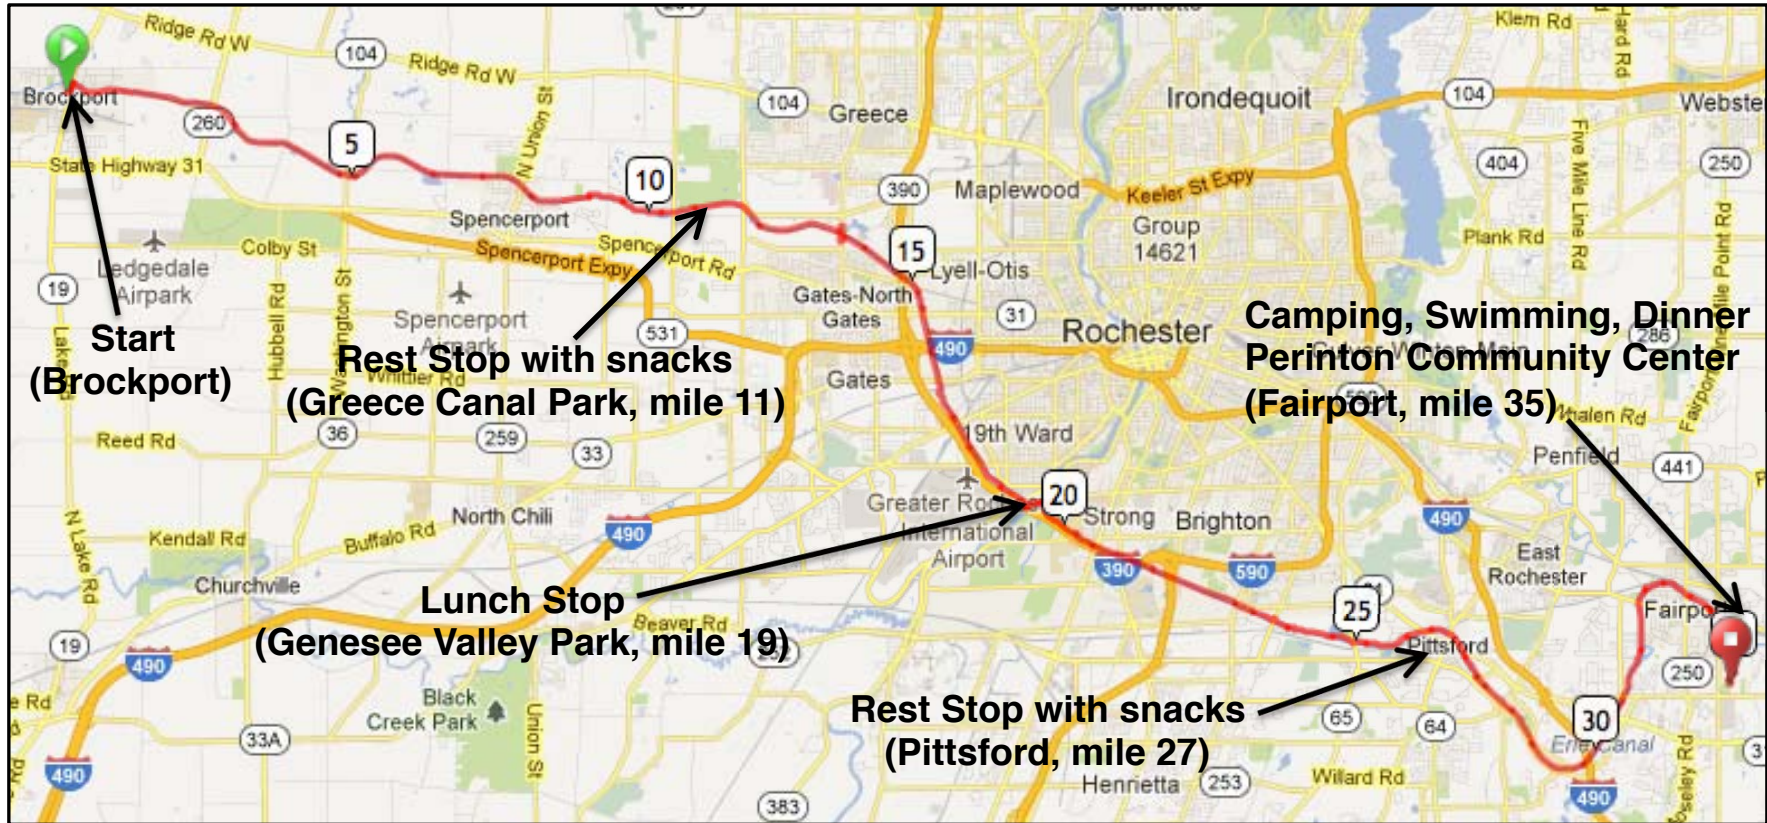 Ridge Rd W
104
Ridge Rd W
Klem Rd
Brockport
260
104
Greece
Irondequoit
104
Five Mile Line Rd
5
N Union St
State Highway 31
10
390
Maplewood
Keeler St Expy
404
250
Spencerport
Group
14621
Colby St
Spencerport Expy
Spencerport Rd
15
Lyell-Otis
Plank Rd
Ledgedale
Airpark
19
Hubbell Rd
Washington St
Spencerport
Airpark
531
Gates-North
Gates
490
31
Rochester
286
Start
(Brockport)
Rest Stop with snacks
(Greece Canal Park, mile 11)
Camping, Swimming, Dinner
Perinton Community Center
(Fairport, mile 35)
Whittier Rd
Gates
Whalen Rd
Reed Rd
36
259
33
19th Ward
Penfield
441
N Lake Rd
Kendall Rd
Buffalo Rd
North Chili
490
20
Strong
Brighton
490
International
Airport
390
590
East
Rochester
Churchville
Lunch Stop
(Genesee Valley Park, mile 19)
Beaver Rd
25
Pittsford
Fairport
250
19
490
Black
Creek Park
Union St
33A
490
Rest Stop with snacks
(Pittsford, mile 27)
65
64
30
Erie Canal
Henrietta
253
Willard Rd
490
383